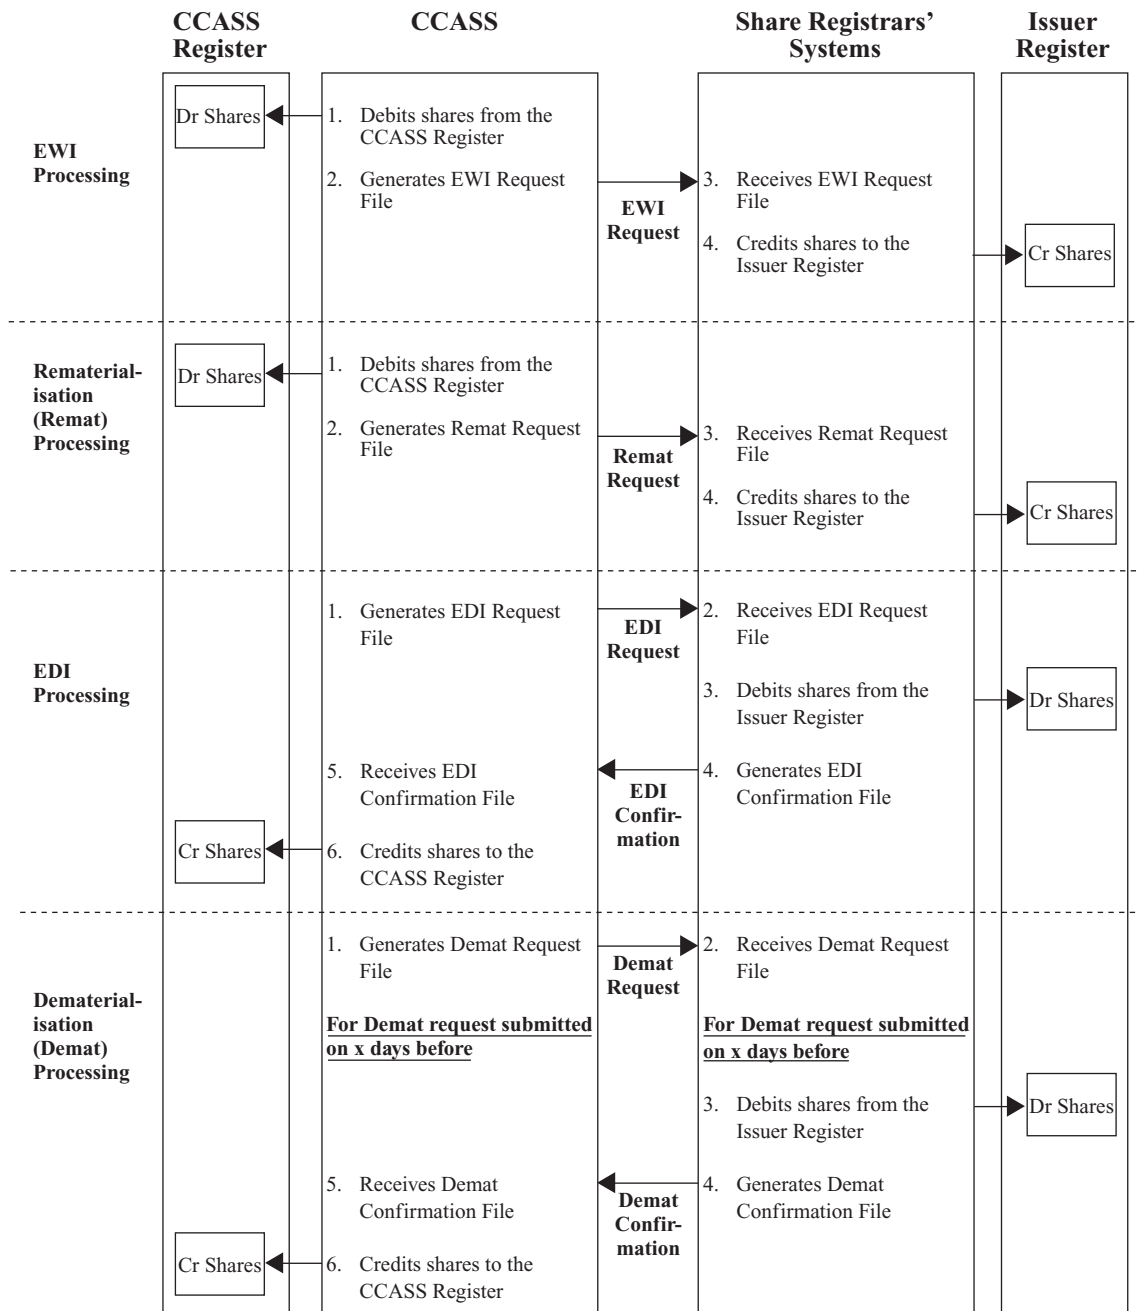 CCASS
Register
CCASS
Share Registrars’
Systems
Issuer
Register
EWI
Processing
Dr Shares
1. Debits shares from the
CCASS Register
2. Generates EWI Request
File
EWI
Request
3. Receives EWI Request
File
4. Credits shares to the
Issuer Register
Cr Shares
Rematerial-
isation
(Remat)
Processing
Dr Shares
1. Debits shares from the
CCASS Register
2. Generates Remat Request
File
Remat
Request
3. Receives Remat Request
File
4. Credits shares to the
Issuer Register
Cr Shares
EDI
Processing
1. Generates EDI Request
File
EDI
Request
2. Receives EDI Request
File
3. Debits shares from the
Issuer Register
Dr Shares
4. Generates EDI
Confirmation File
EDI
Confir-
mation
5. Receives EDI
Confirmation File
6. Credits shares to the
CCASS Register
Cr Shares
Dematerial-
isation
(Demat)
Processing
1. Generates Demat Request
File
Demat
Request
2. Receives Demat Request
File
For Demat request submitted
on x days before
For Demat request submitted
on x days before
3. Debits shares from the
Issuer Register
Dr Shares
4. Generates Demat
Confirmation File
Demat
Confir-
mation
5. Receives Demat
Confirmation File
6. Credits shares to the
CCASS Register
Cr Shares